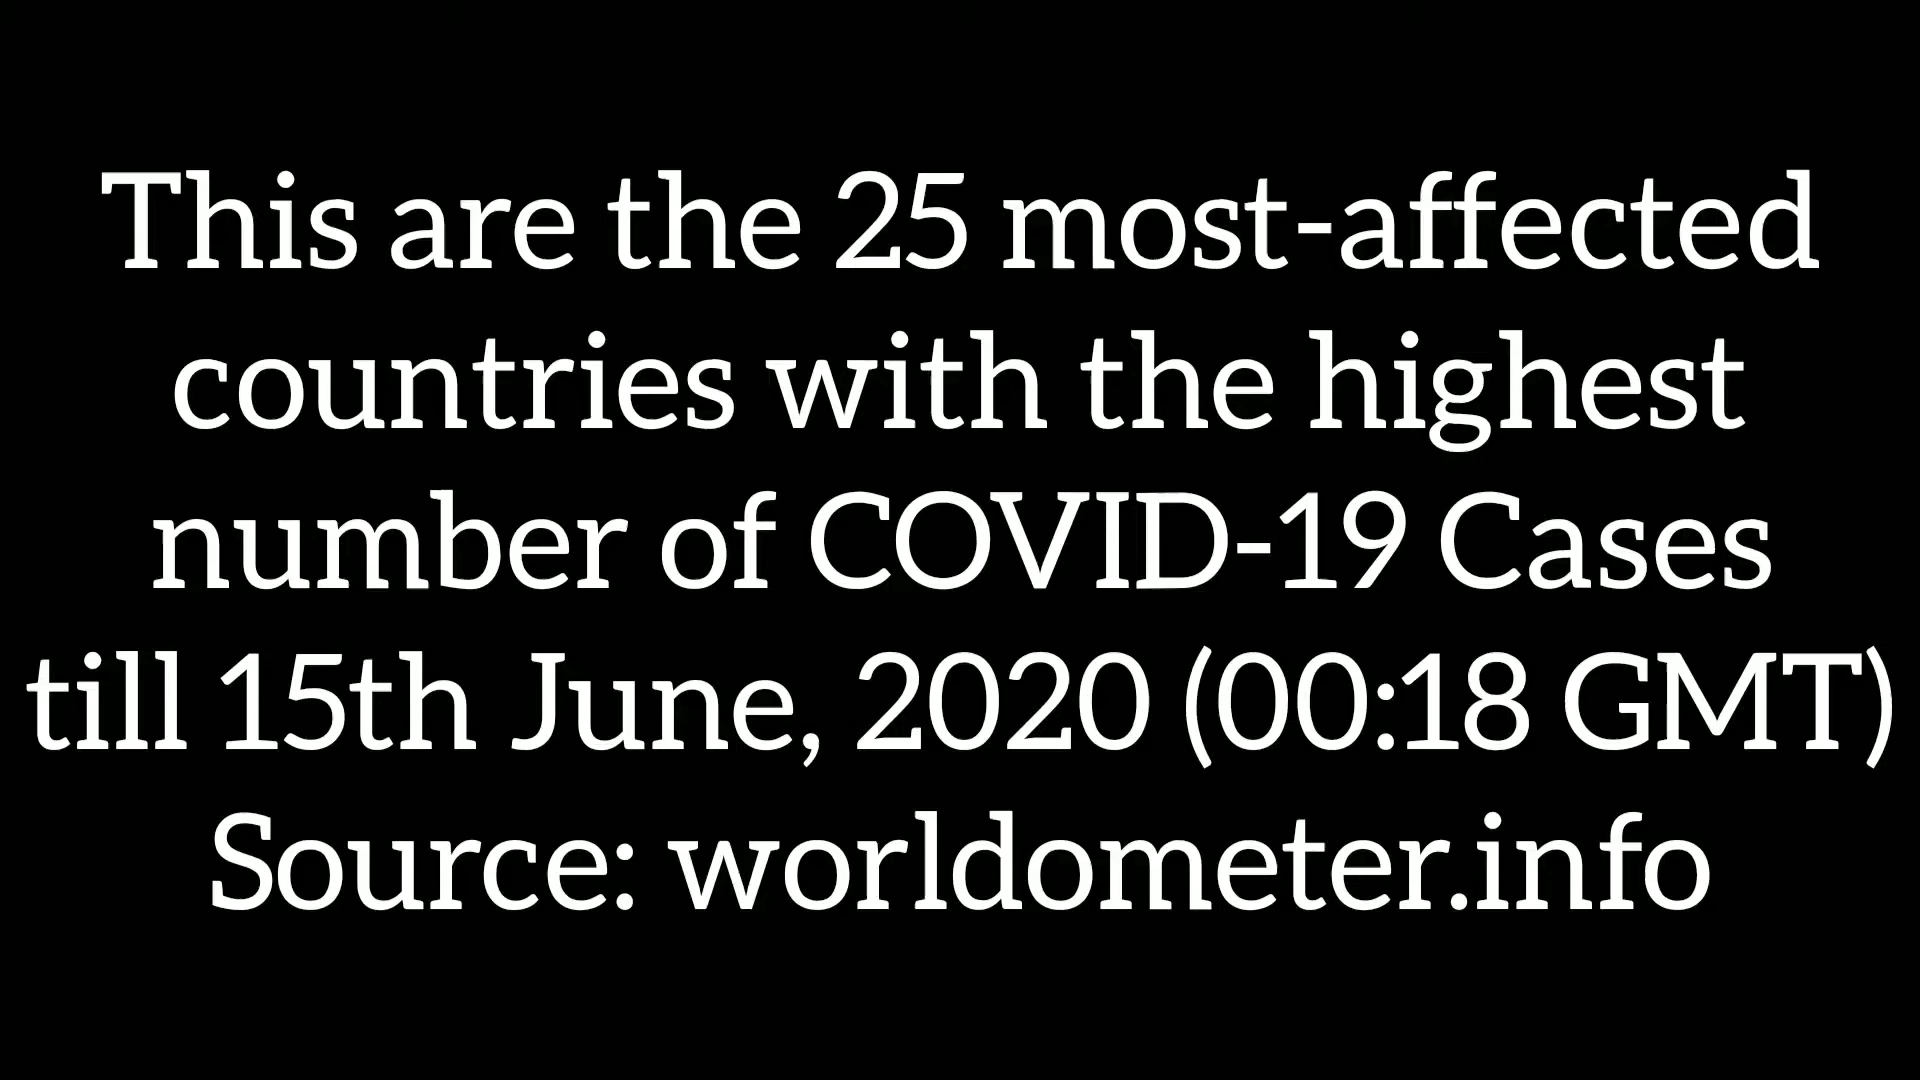 This are the 25 most-affected
countries with the highest
number of COVID-19 Cases
till 15th June, 2020 (00:18 GMT)
Source: worldometer.info